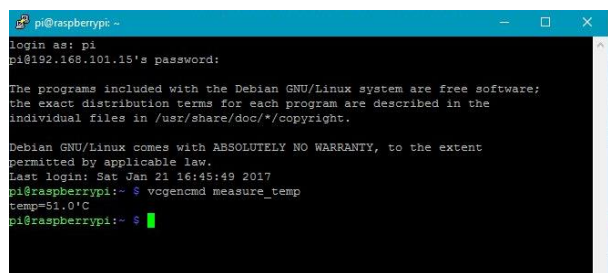 pi@raspberrypi: ~
login as: pi
pi@192.168.101.15's password:
The programs included with the Debian GNU/Linux system are free software;
the exact distribution terms for each program are described in the
individual files in /usr/share/doc/*/copyright.
Debian GNU/Linux comes with ABSOLUTELY NO WARRANTY, to the extent
permitted by applicable law.
Last login: Sat Jan 21 16:45:49 2017
pi@raspberrypi:~ $ vcgencmd measure_temp
temp=51.0'C
pi@raspberrypi:~ $